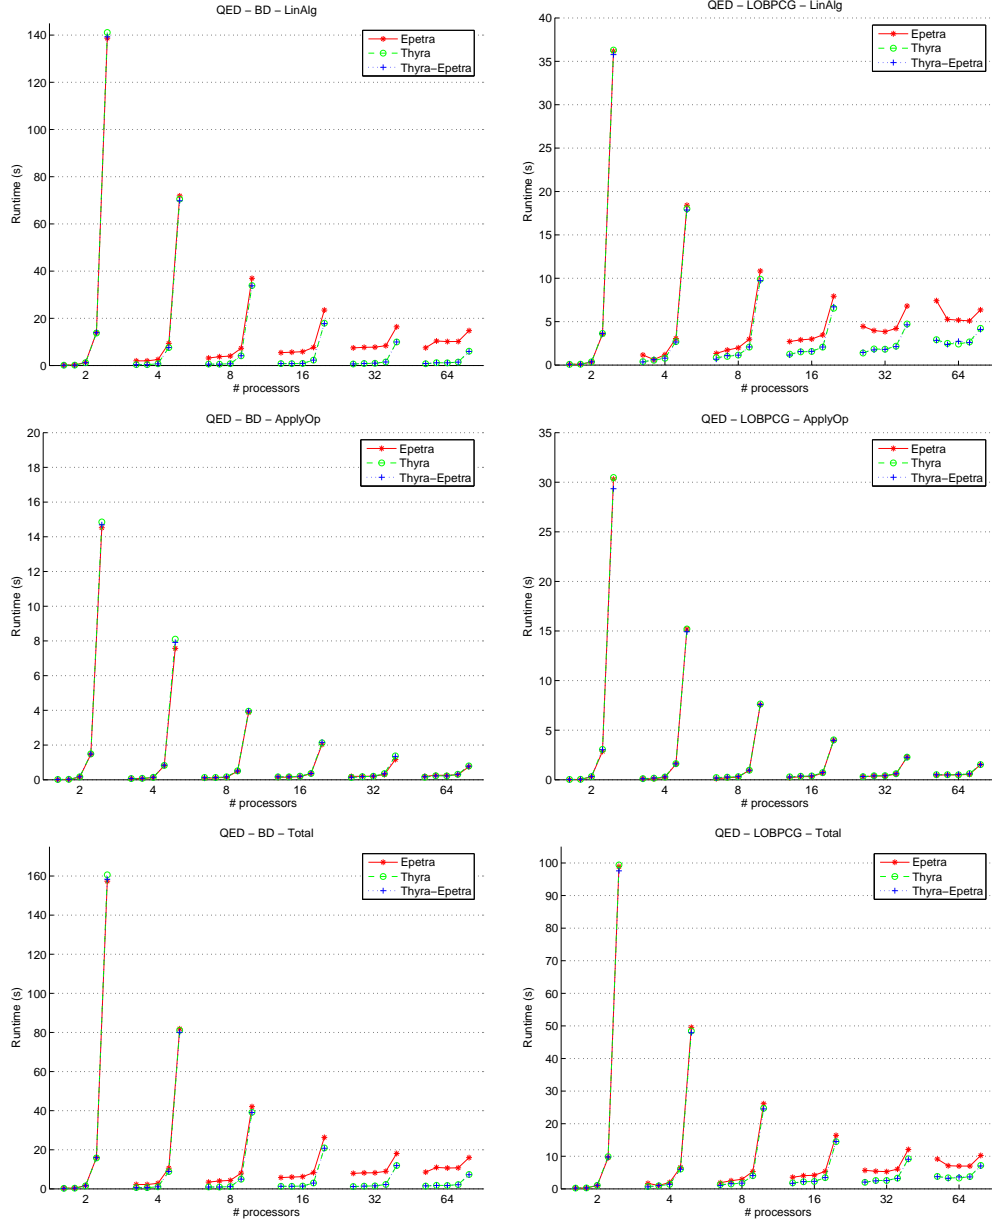 QED − BD − LinAlg
140
120
100
80
60
40
20
0
Runtime (s)
2 4 8 16 32 64
# processors
Epetra
Thyra
Thyra−Epetra
QED − LOBPCG − LinAlg
40
35
30
25
20
15
10
5
0
Runtime (s)
2 4 8 16 32 64
# processors
Epetra
Thyra
Thyra−Epetra
QED − BD − ApplyOp
20
18
16
14
12
10
8
6
4
2
0
Runtime (s)
2 4 8 16 32 64
# processors
Epetra
Thyra
Thyra−Epetra
QED − LOBPCG − ApplyOp
35
30
25
20
15
10
5
0
Runtime (s)
2 4 8 16 32 64
# processors
Epetra
Thyra
Thyra−Epetra
QED − BD − Total
160
140
120
100
80
60
40
20
0
Runtime (s)
2 4 8 16 32 64
# processors
Epetra
Thyra
Thyra−Epetra
QED − LOBPCG − Total
100
90
80
70
60
50
40
30
20
10
0
Runtime (s)
2 4 8 16 32 64
# processors
Epetra
Thyra
Thyra−Epetra